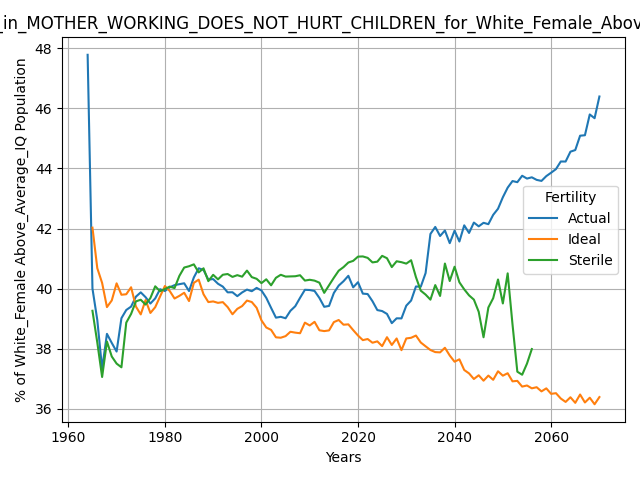 _in_MOTHER_WORKING_DOES_NOT_HURT_CHILDREN_for_White_Female_Abov
% of White_Female Above_Average_IQ Population
48
46
44
42
40
38
36
Fertility
Actual
Ideal
Sterile
1960
1980
2000
2020
2040
2060
Years